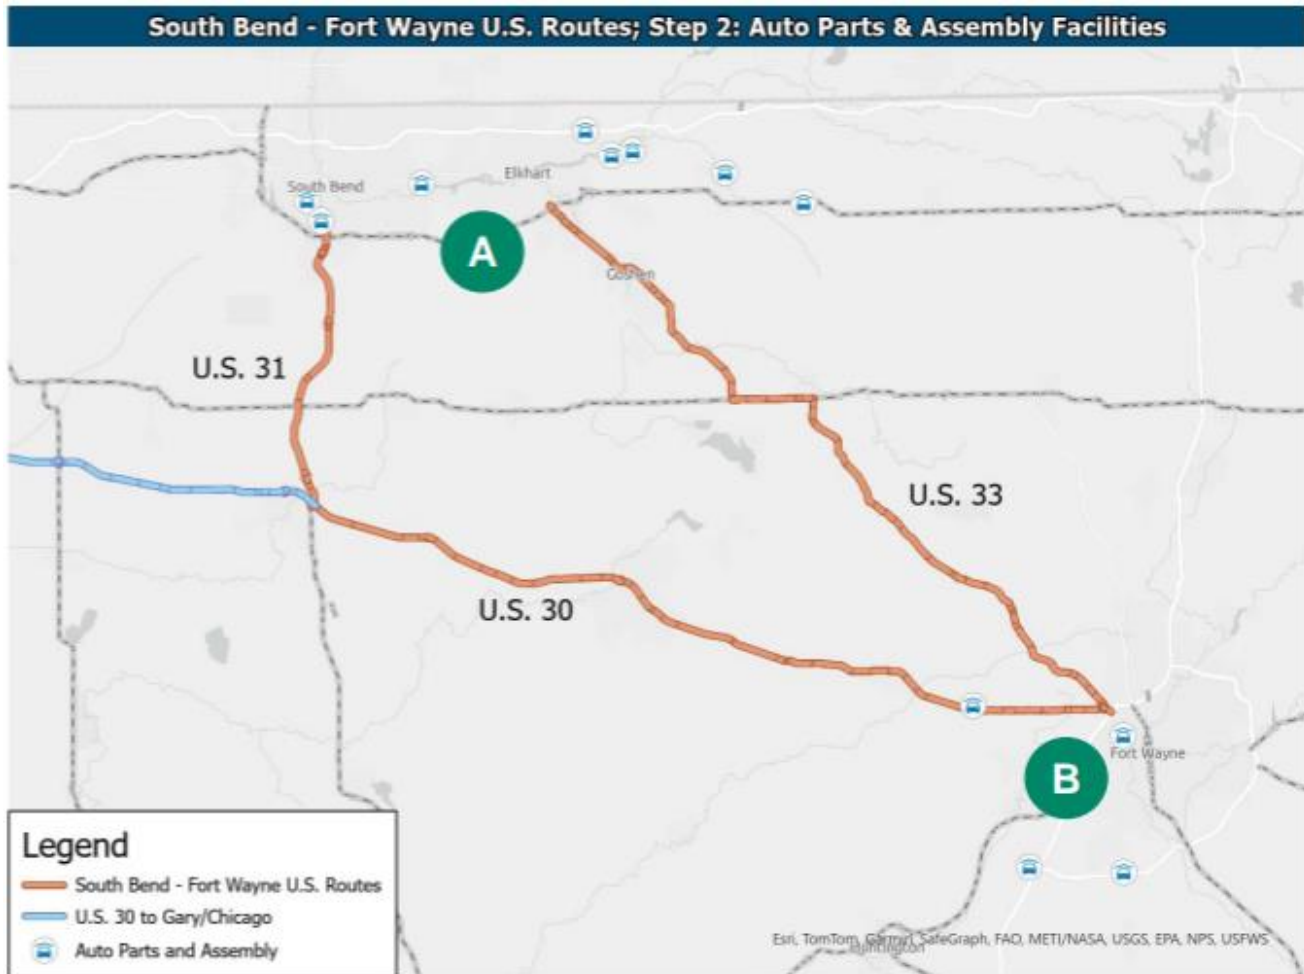 South Bend - Fort Wayne U.S. Routes; Step 2: Auto Parts & Assembly Facilities
South Bend
Elkhart
A
Goshen
U.S. 31
U.S. 33
U.S. 30
Fort Wayne
B
Legend
South Bend - Fort Wayne U.S. Routes
U.S. 30 to Gary/Chicago
Auto Parts and Assembly
Esri, TomTom, Garmin, SafeGraph, FAO, METI/NASA, USGS, EPA, NPS, USFWS
Huntington